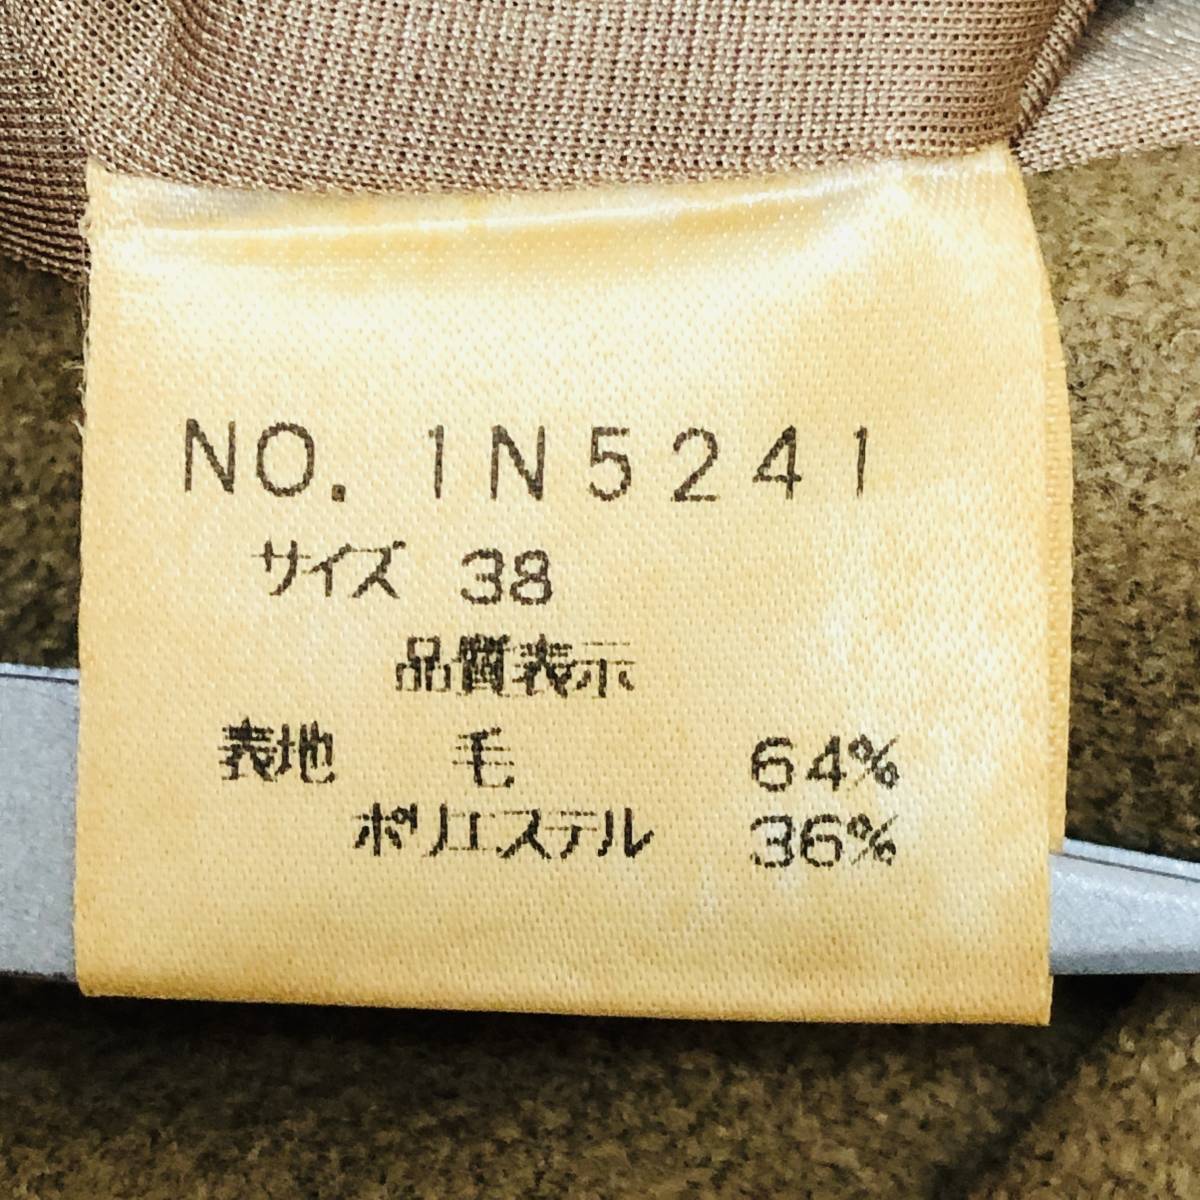 NO. 1N5241
サイズ 38
品質表示
表地 毛 64%
ポリエステル 36%